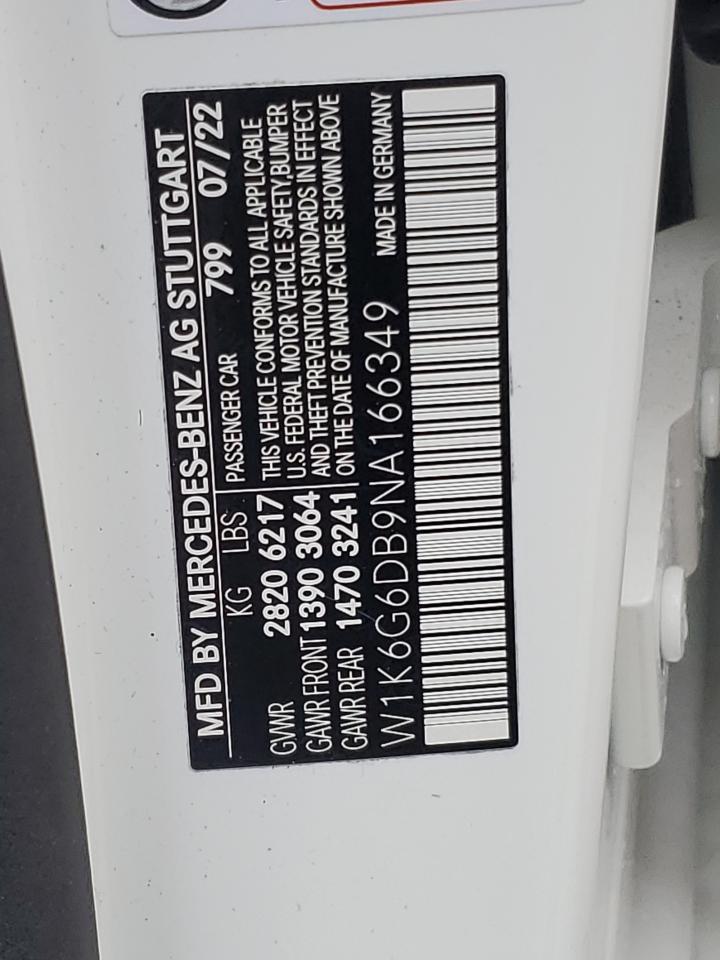 MFD BY MERCEDES-BENZ AG STUTTGART
KG LBS PASSENGER CAR 799 07/22
GVWR 2820 6217 THIS VEHICLE CONFORMS TO ALL APPLICABLE
GAWR FRONT 1390 3064 U.S. FEDERAL MOTOR VEHICLE SAFETY,BUMPER
GAWR REAR 1470 3241 AND THEFT PREVENTION STANDARDS IN EFFECT
ON THE DATE OF MANUFACTURE SHOWN ABOVE
W1K6G6DB9NA166349 MADE IN GERMANY